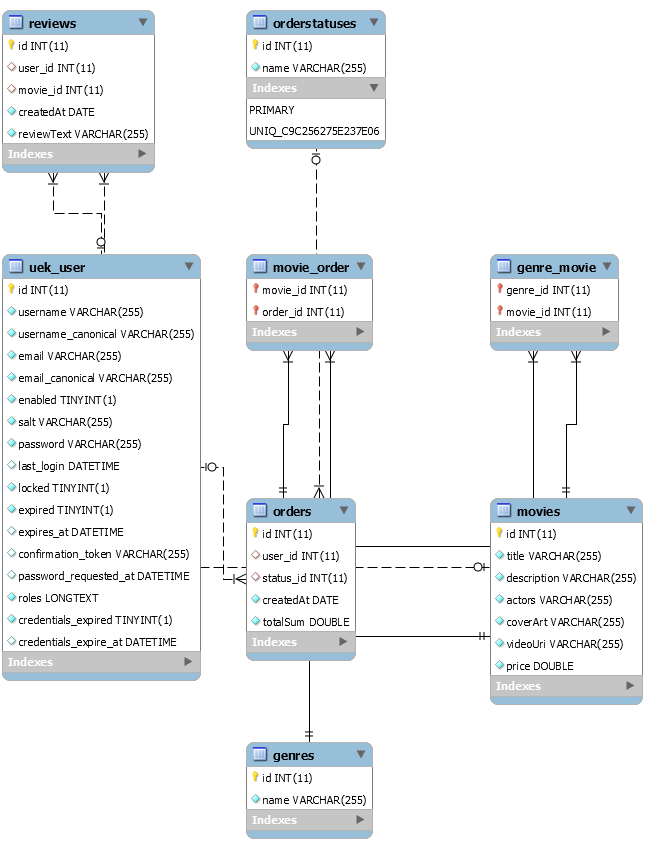 reviews
id INT(11)
user_id INT(11)
movie_id INT(11)
createdAt DATE
reviewText VARCHAR(255)
Indexes
orderstatuses
id INT(11)
name VARCHAR(255)
Indexes
PRIMARY
UNIQ_C9C256275E237E06
uek_user
id INT(11)
username VARCHAR(255)
username_canonical VARCHAR(255)
email VARCHAR(255)
email_canonical VARCHAR(255)
enabled TINYINT(1)
salt VARCHAR(255)
password VARCHAR(255)
last_login DATETIME
locked TINYINT(1)
expired TINYINT(1)
expires_at DATETIME
confirmation_token VARCHAR(255)
password_requested_at DATETIME
roles LONGTEXT
credentials_expired TINYINT(1)
credentials_expire_at DATETIME
Indexes
movie_order
movie_id INT(11)
order_id INT(11)
Indexes
genre_movie
genre_id INT(11)
movie_id INT(11)
Indexes
orders
id INT(11)
user_id INT(11)
status_id INT(11)
createdAt DATE
totalSum DOUBLE
Indexes
movies
id INT(11)
title VARCHAR(255)
description VARCHAR(255)
actors VARCHAR(255)
coverArt VARCHAR(255)
videoUri VARCHAR(255)
price DOUBLE
Indexes
genres
id INT(11)
name VARCHAR(255)
Indexes